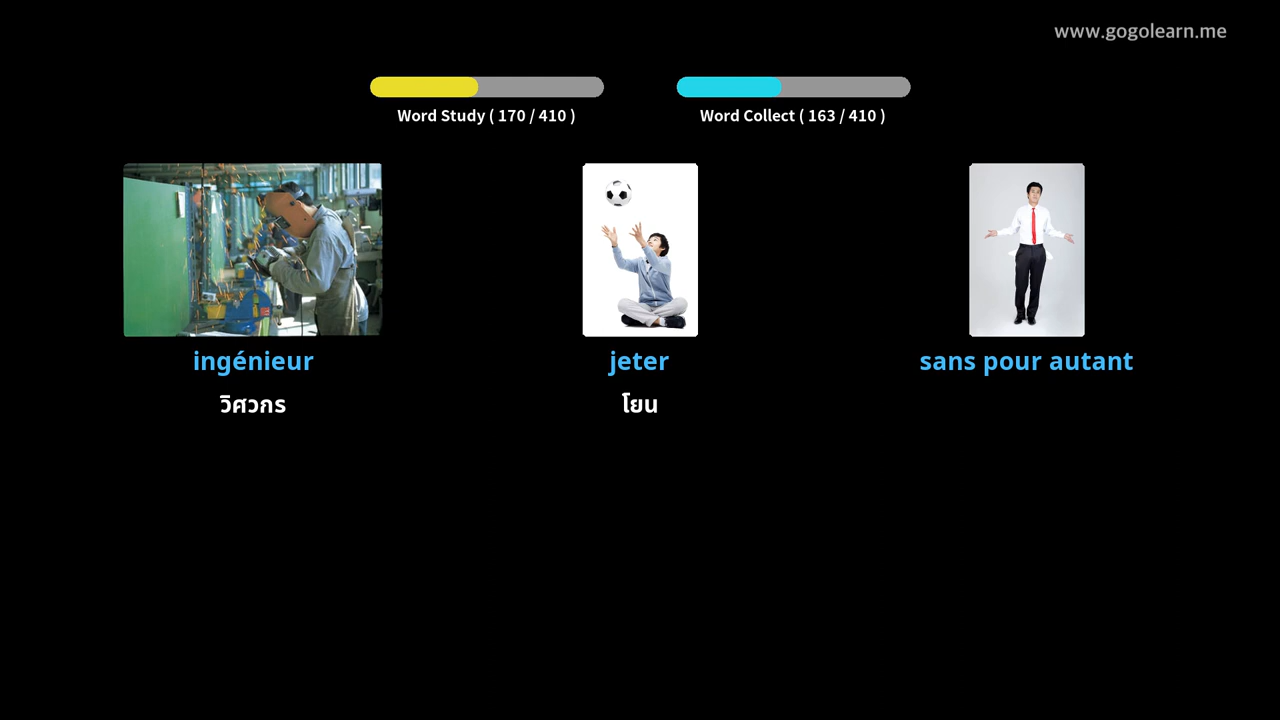 www.gogolearn.me
Word Study ( 170 / 410 )
Word Collect ( 163 / 410 )
ingénieur
jeter
sans pour autant
วิศวกร
โยน